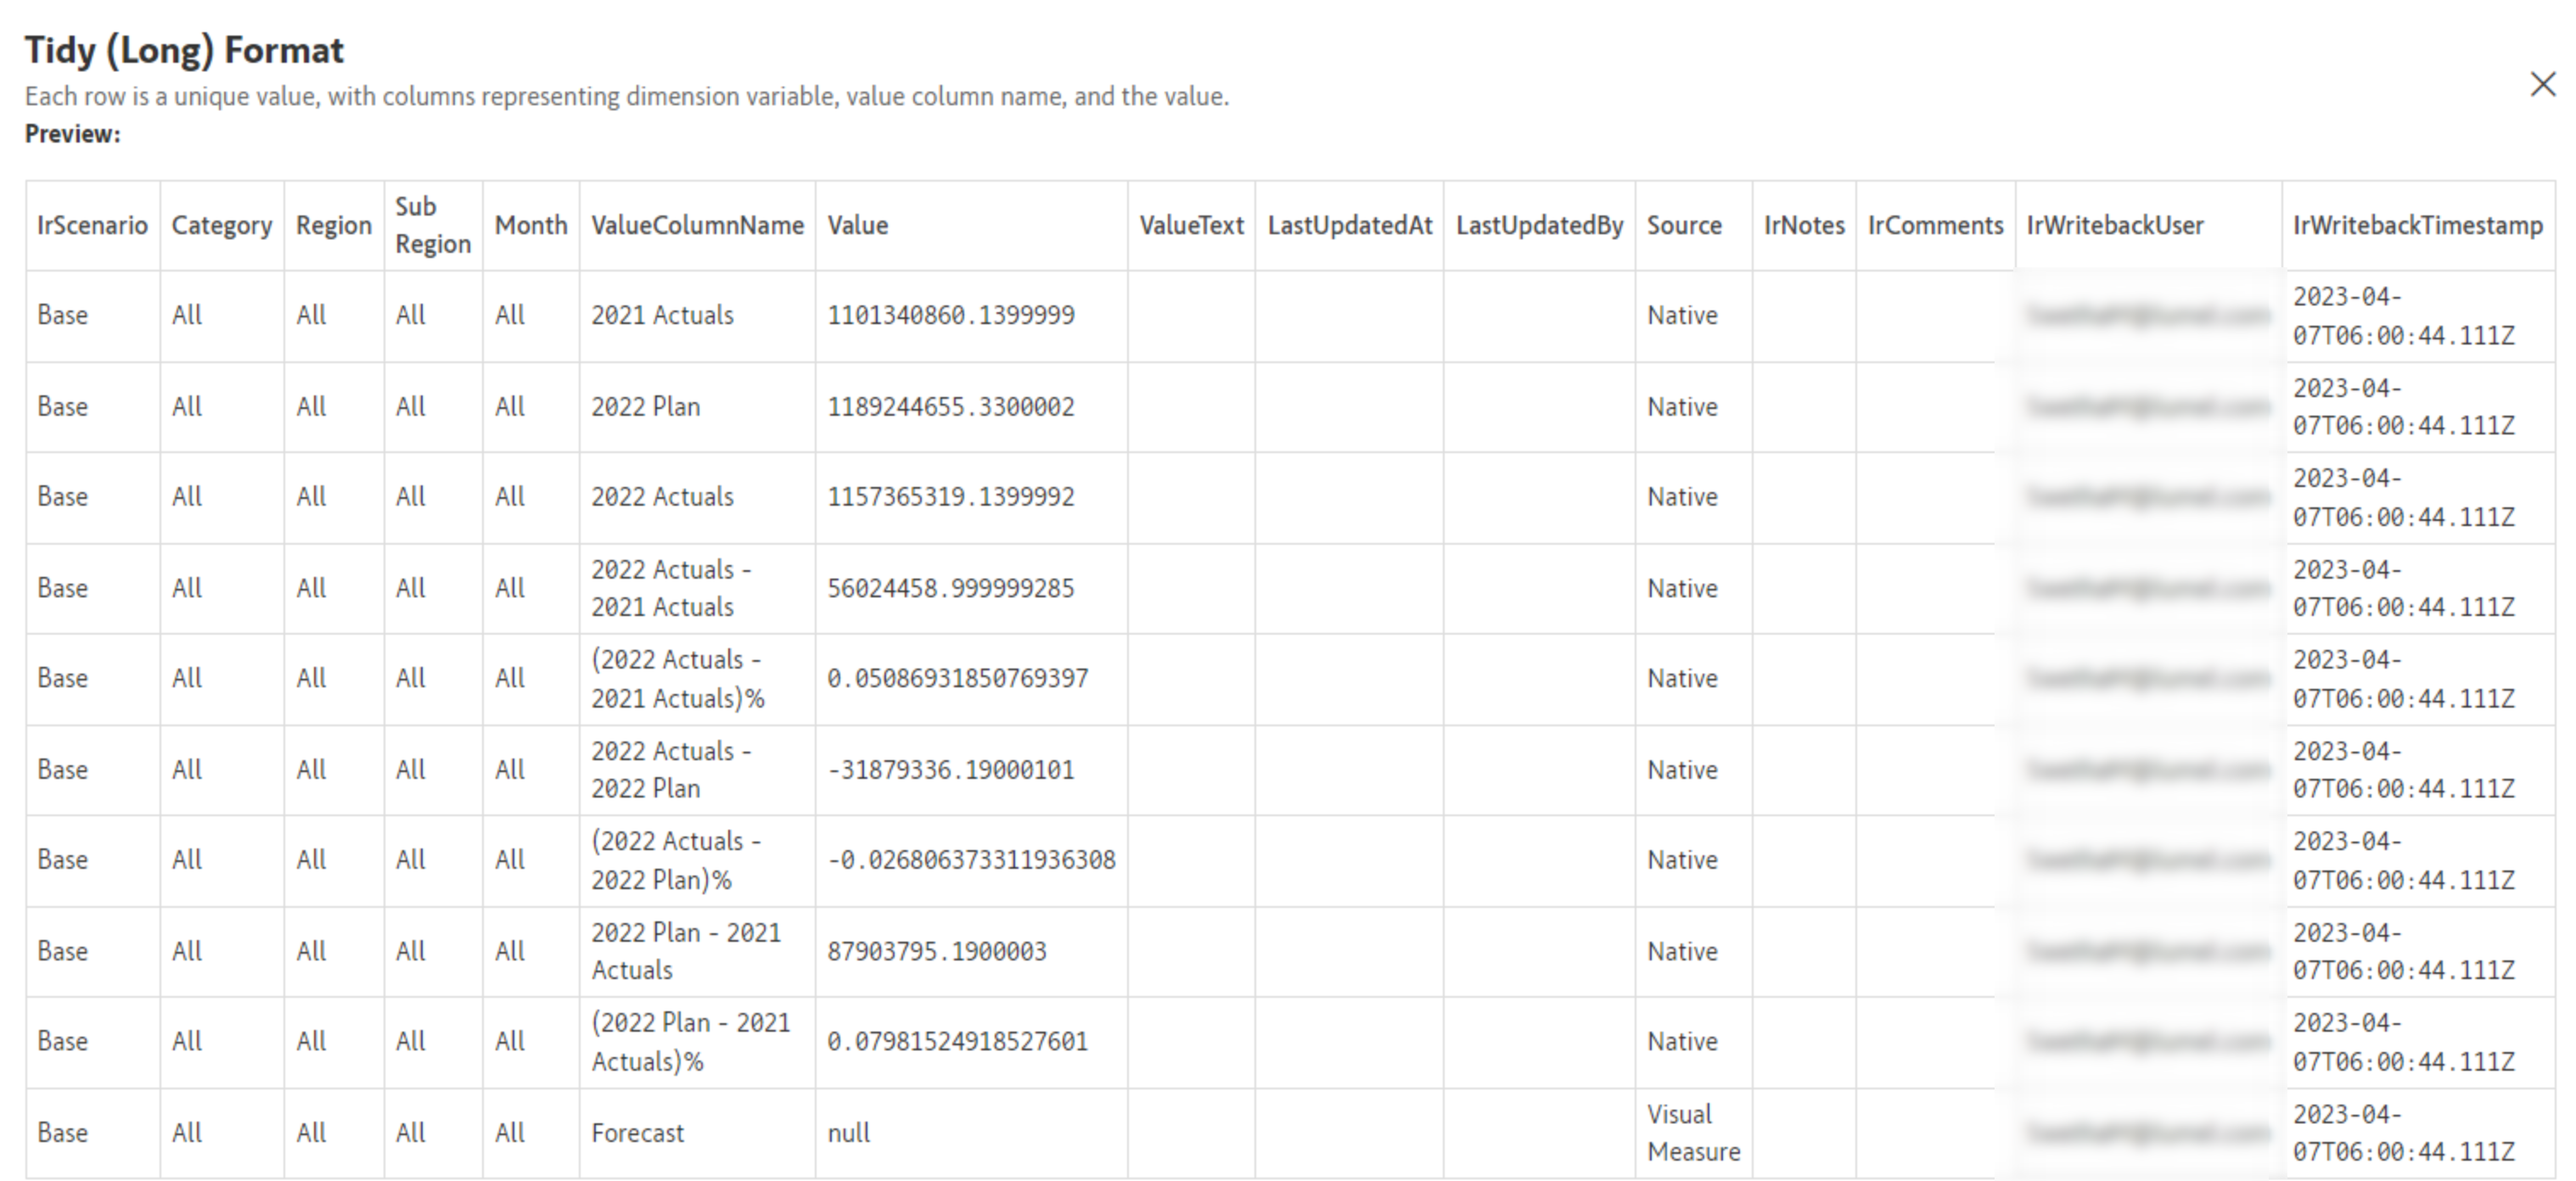 Tidy (Long) Format
Each row is a unique value, with columns representing dimension variable, value column name, and the value.
Preview:
IrScenario Category Region Sub Region Month ValueColumnName Value ValueText LastUpdatedAt LastUpdatedBy Source IrNotes IrComments IrWritebackUser IrWritebackTimestamp
Base All All All All 2021 Actuals 1101340860.1399999 Native 2023-04-07T06:00:44.111Z
Base All All All All 2022 Plan 1189244655.3300002 Native 2023-04-07T06:00:44.111Z
Base All All All All 2022 Actuals 1157365319.1399992 Native 2023-04-07T06:00:44.111Z
Base All All All All 2022 Actuals - 2021 Actuals 56024458.999999285 Native 2023-04-07T06:00:44.111Z
Base All All All All (2022 Actuals - 2021 Actuals)% 0.05086931850769397 Native 2023-04-07T06:00:44.111Z
Base All All All All 2022 Actuals - 2022 Plan -31879336.19000101 Native 2023-04-07T06:00:44.111Z
Base All All All All (2022 Actuals - 2022 Plan)% -0.026806373311936308 Native 2023-04-07T06:00:44.111Z
Base All All All All 2022 Plan - 2021 Actuals 87903795.1900003 Native 2023-04-07T06:00:44.111Z
Base All All All All (2022 Plan - 2021 Actuals)% 0.07981524918527601 Native 2023-04-07T06:00:44.111Z
Base All All All All Forecast null Visual Measure 2023-04-07T06:00:44.111Z